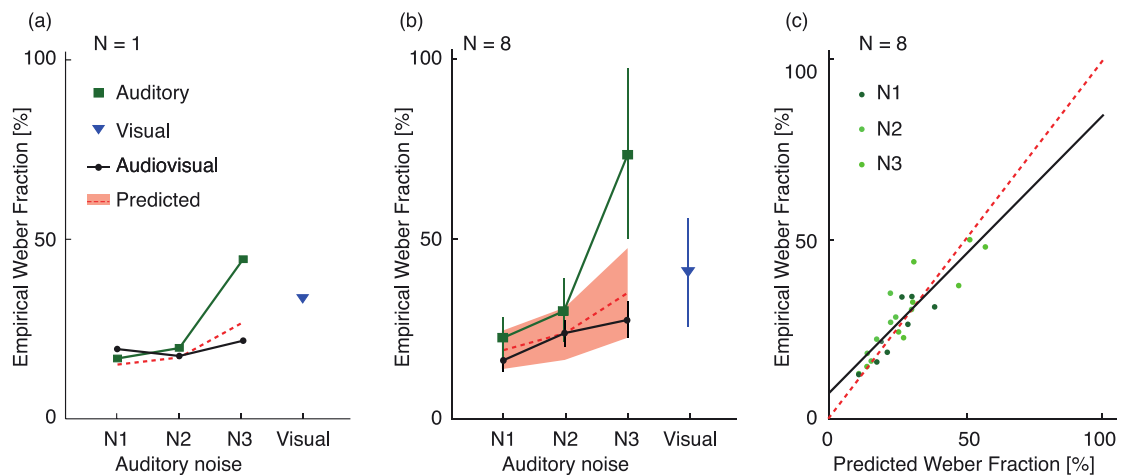 (a)
N = 1
100
50
0
Empirical Weber Fraction [%]
Auditory
Visual
Audiovisual
Predicted
N1 N2 N3 Visual
Auditory noise
(b)
N = 8
100
50
0
Empirical Weber Fraction [%]
N1 N2 N3 Visual
Auditory noise
(c)
N = 8
100
50
0
Empirical Weber Fraction [%]
N1
N2
N3
0 50 100
Predicted Weber Fraction [%]